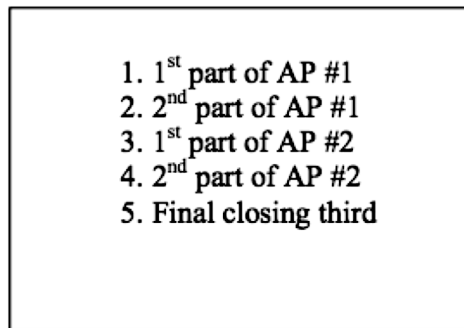 1. 1st part of AP #1
2. 2nd part of AP #1
3. 1st part of AP #2
4. 2nd part of AP #2
5. Final closing third